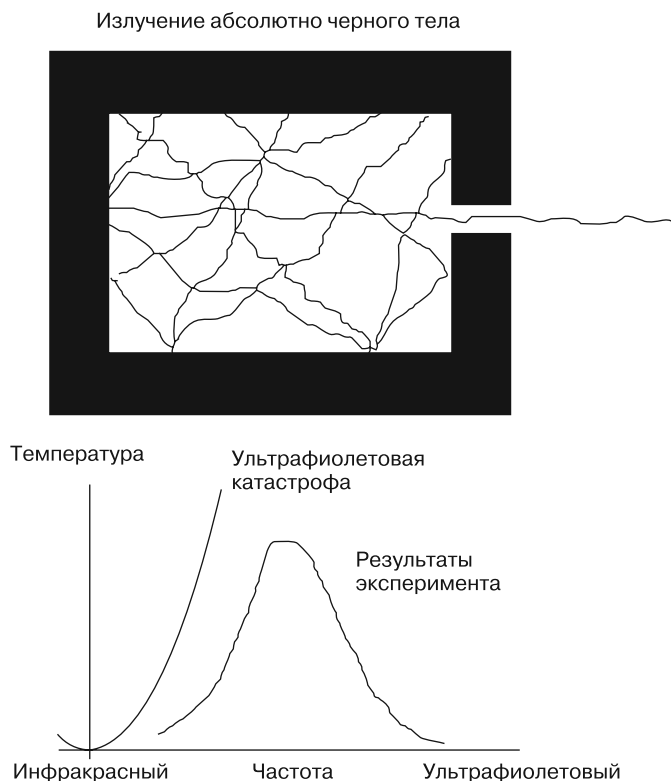 Излучение абсолютно черного тела
Температура
Ультрафиолетовая
катастрофа
Результаты
эксперимента
Инфракрасный
Частота
Ультрафиолетовый